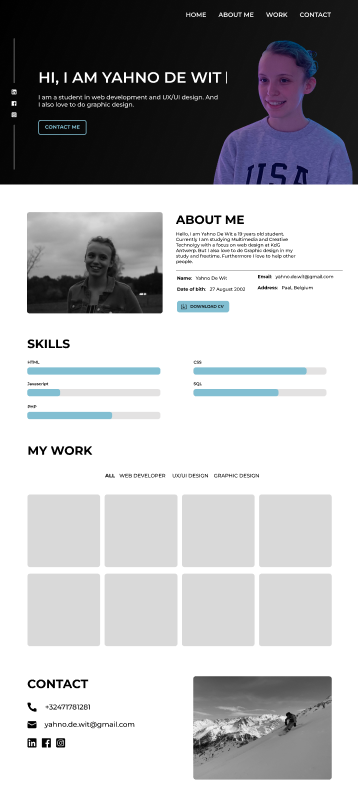 HOME ABOUT ME WORK CONTACT
HI, I AM YAHNO DE WIT |
I am a student in web development and UX/UI design. And
I also love to do graphic design.
CONTACT ME
USA
ABOUT ME
Hello, I am Yahno De Wit a 19 years old student.
Currently I am studying Multimedia and Creative
Technolgy with a focus on web design at KdG
Antwerp. But I also love to do Graphic design in my
study and freetime. Furthermore I love to help other
people.
Name: Yahno De Wit
Email: yahno.de.wit@gmail.com
Date of bith: 27 August 2002
Address: Paal, Belgium
DOWNLOAD CV
SKILLS
HTML
CSS
Javascript
SQL
PHP
MY WORK
ALL WEB DEVELOPER UX/UI DESIGN GRAPHIC DESIGN
CONTACT
+32471781281
yahno.de.wit@gmail.com